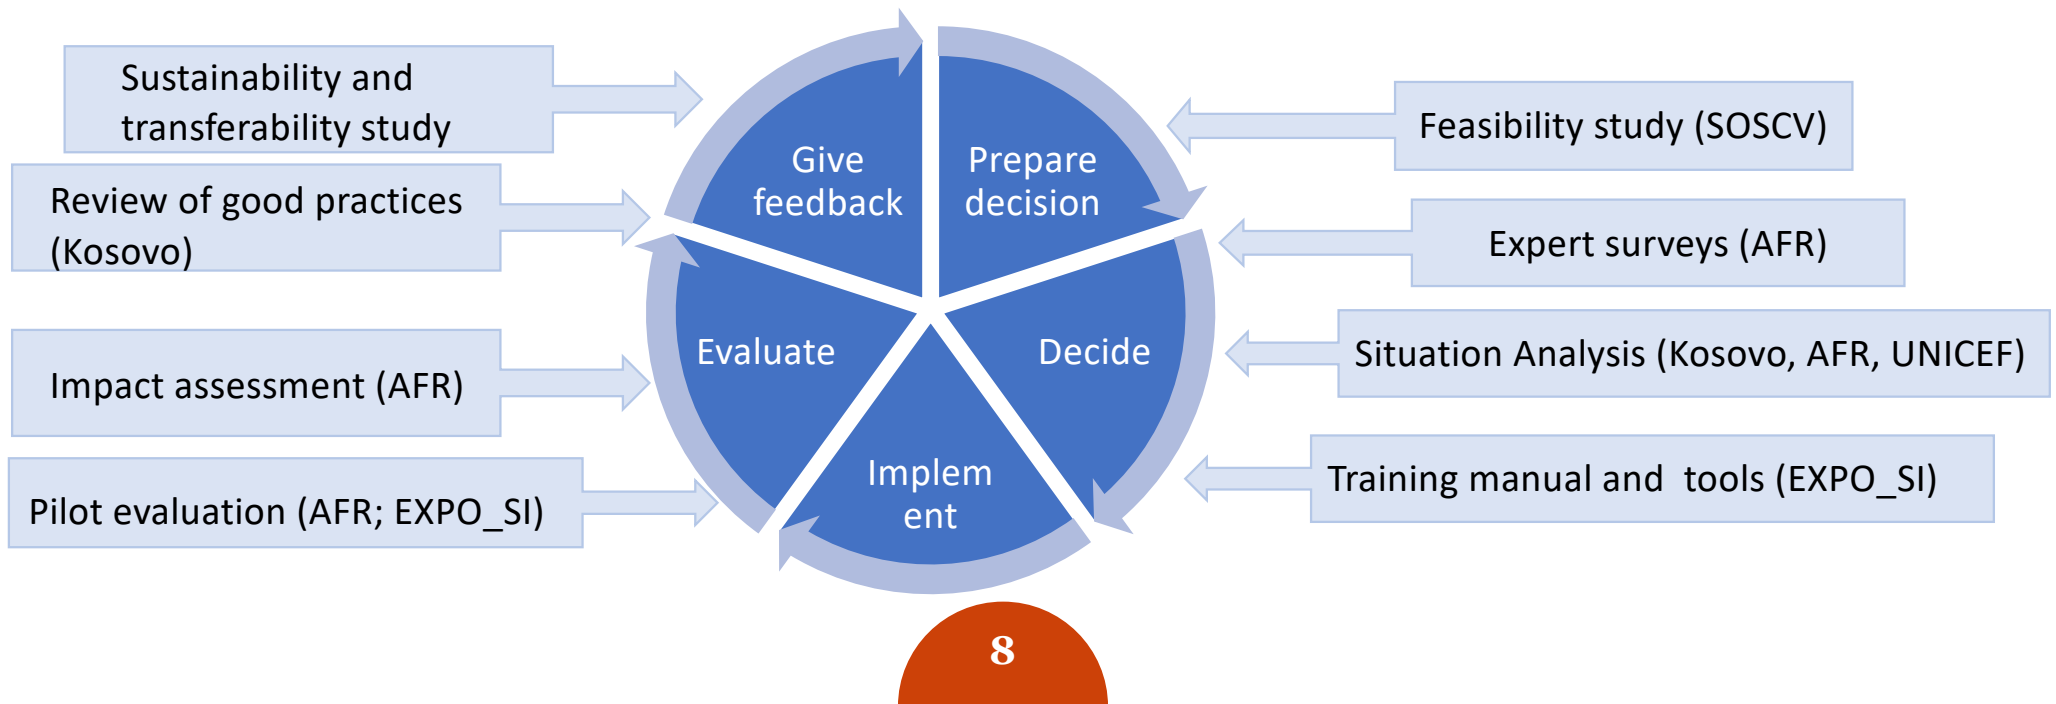 Sustainability and
transferability study
Review of good practices
(Kosovo)
Impact assessment (AFR)
Pilot evaluation (AFR; EXPO_SI)
Give
feedback
Prepare
decision
Evaluate
Decide
Implem
ent
Feasibility study (SOSCV)
Expert surveys (AFR)
Situation Analysis (Kosovo, AFR, UNICEF)
Training manual and  tools (EXPO_SI)
8